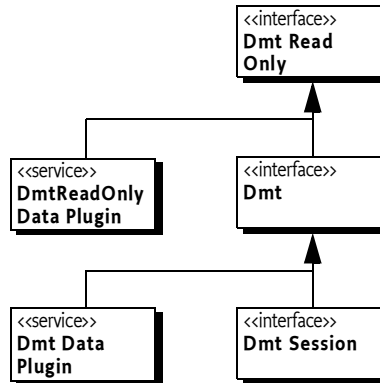 <<interface>>
Dmt Read
Only
<<service>>
DmtReadOnly
Data Plugin
<<interface>>
Dmt
<<service>>
Dmt Data
Plugin
<<interface>>
Dmt Session